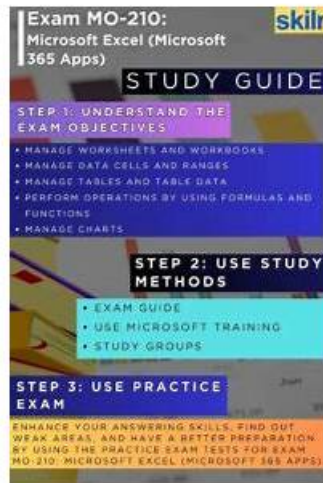 Exam MO-210:
skilr
Microsoft Excel (Microsoft
365 Apps)
STUDY GUIDE
STEP 1: UNDERSTAND THE
EXAM OBJECTIVES
• MANAGE WORKSHEETS AND WORKBOOKS
• MANAGE DATA CELLS AND RANGES
• MANAGE TABLES AND TABLE DATA
• PERFORM OPERATIONS BY USING FORMULAS AND
FUNCTIONS
• MANAGE CHARTS
STEP 2: USE STUDY
METHODS
• EXAM GUIDE
• USE MICROSOFT TRAINING
• STUDY GROUPS
STEP 3: USE PRACTICE
EXAM
ENHANCE YOUR ANSWERING SKILLS, FIND OUT
WEAK AREAS, AND HAVE A BETTER PREPARATION
BY USING THE PRACTICE EXAM TESTS FOR EXAM
MO-210: MICROSOFT EXCEL (MICROSOFT 365 APPS)